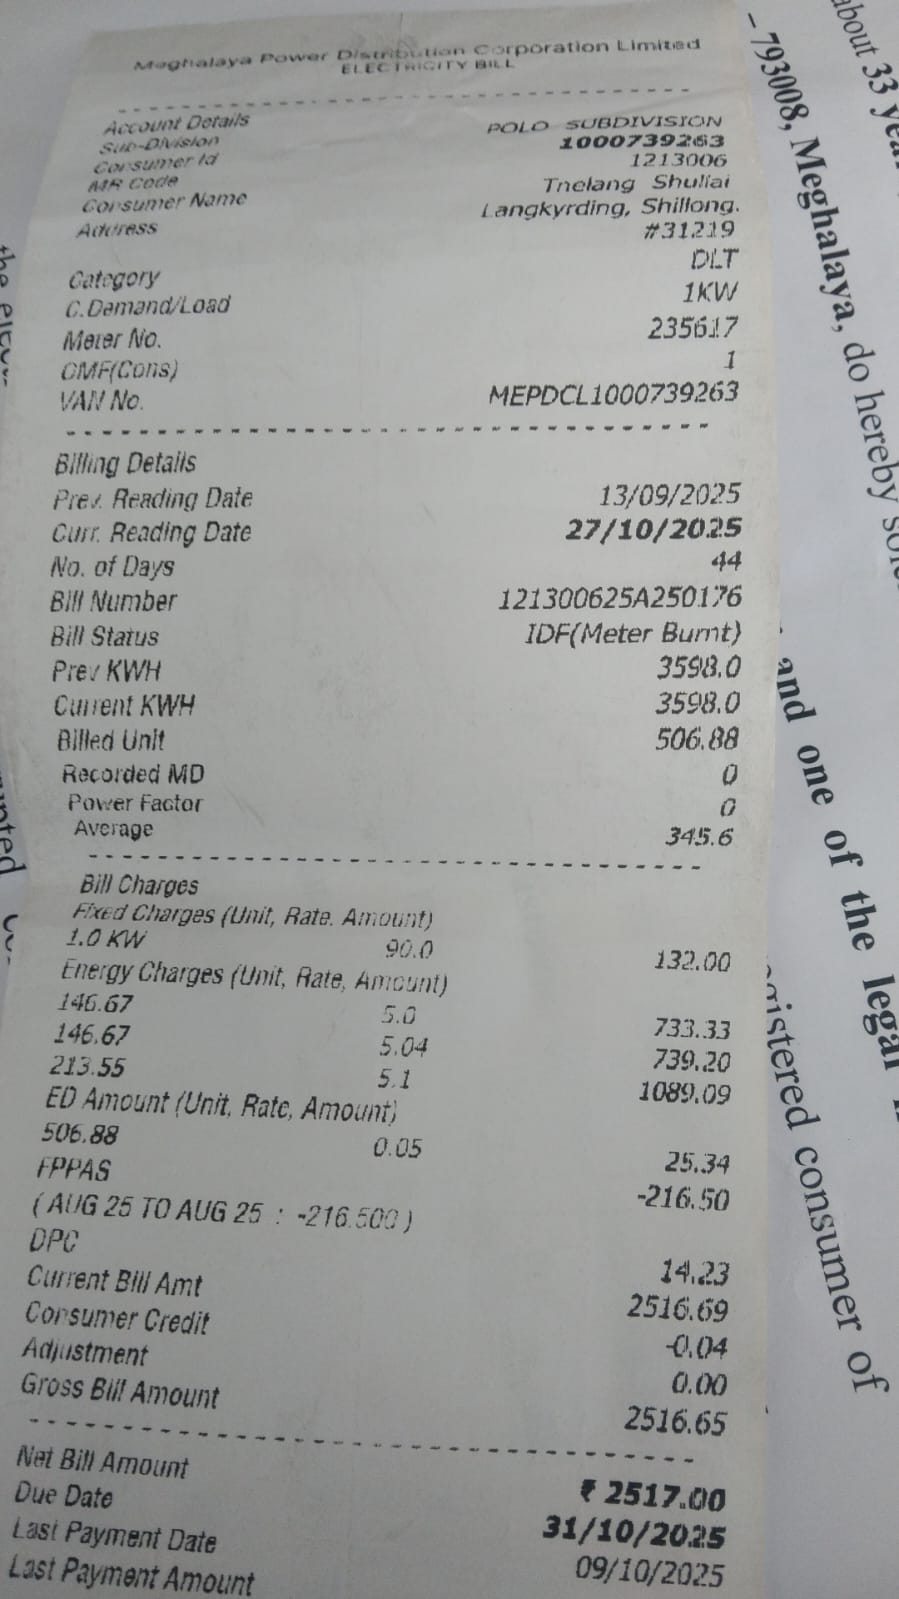 Meghalaya Power Distribution Corporation Limited
ELECTRICITY BILL
Account Details
Sub-Division POLO SUBDIVISION
Consumer Id 1000739263
MR Code 1213006
Consumer Name Tnelang Shullai
Address Langkyrding, Shillong.
#31219
Category DLT
C.Demand/Load 1KW
Meter No. 235617
OMF(Cons) 1
VAN No. MEPDCL1000739263
Billing Details
Prev. Reading Date 13/09/2025
Curr. Reading Date 27/10/2025
No. of Days 44
Bill Number 121300625A250176
Bill Status IDF(Meter Burnt)
Prev KWH 3598.0
Current KWH 3598.0
Billed Unit 506.88
Recorded MD 0
Power Factor 0
Average 345.6
Bill Charges
Fixed Charges (Unit, Rate, Amount)
1.0 KW 90.0 132.00
Energy Charges (Unit, Rate, Amount)
146.67 5.0 733.33
146.67 5.04 739.20
213.55 5.1 1089.09
ED Amount (Unit, Rate, Amount)
506.88 0.05 25.34
FPPAS -216.50
( AUG 25 TO AUG 25 : -216.500 )
DPC 14.23
Current Bill Amt 2516.69
Consumer Credit -0.04
Adjustment 0.00
Gross Bill Amount 2516.65
Net Bill Amount ₹ 2517.00
Due Date 31/10/2025
Last Payment Date 09/10/2025
Last Payment Amount
about 33
- 793008, Meghalaya, do hereby
and one of the legal
registered consumer of
the